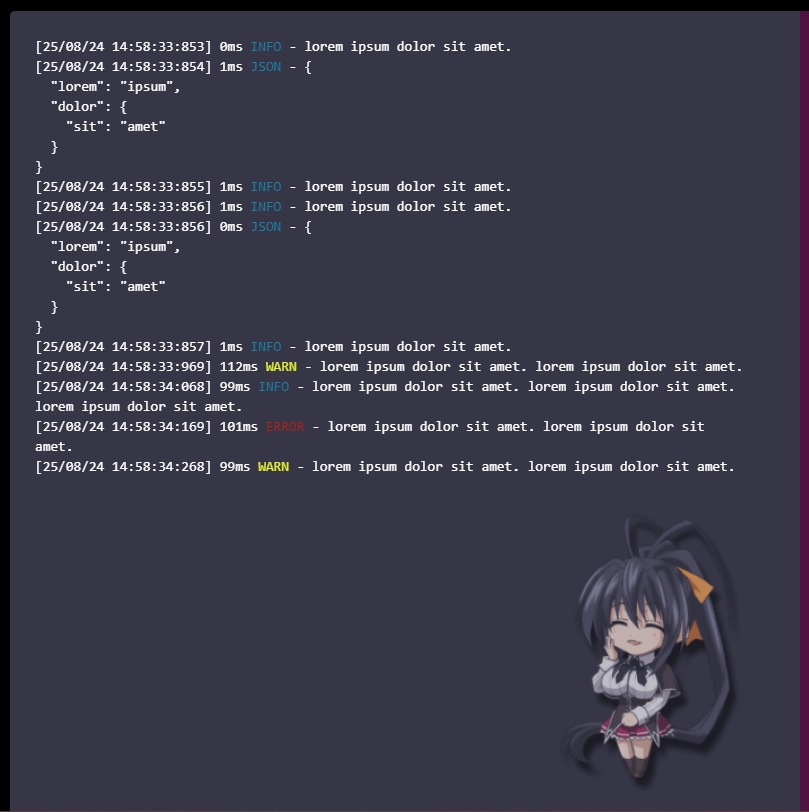 [25/08/24 14:58:33:853] 0ms INFO - lorem ipsum dolor sit amet.
[25/08/24 14:58:33:854] 1ms JSON - {
  "lorem": "ipsum",
  "dolor": {
    "sit": "amet"
  }
}
[25/08/24 14:58:33:855] 1ms INFO - lorem ipsum dolor sit amet.
[25/08/24 14:58:33:856] 1ms INFO - lorem ipsum dolor sit amet.
[25/08/24 14:58:33:856] 0ms JSON - {
  "lorem": "ipsum",
  "dolor": {
    "sit": "amet"
  }
}
[25/08/24 14:58:33:857] 1ms INFO - lorem ipsum dolor sit amet.
[25/08/24 14:58:33:969] 112ms WARN - lorem ipsum dolor sit amet. lorem ipsum dolor sit amet.
[25/08/24 14:58:34:068] 99ms INFO - lorem ipsum dolor sit amet. lorem ipsum dolor sit amet.
lorem ipsum dolor sit amet.
[25/08/24 14:58:34:169] 101ms ERROR - lorem ipsum dolor sit amet. lorem ipsum dolor sit
amet.
[25/08/24 14:58:34:268] 99ms WARN - lorem ipsum dolor sit amet. lorem ipsum dolor sit amet.